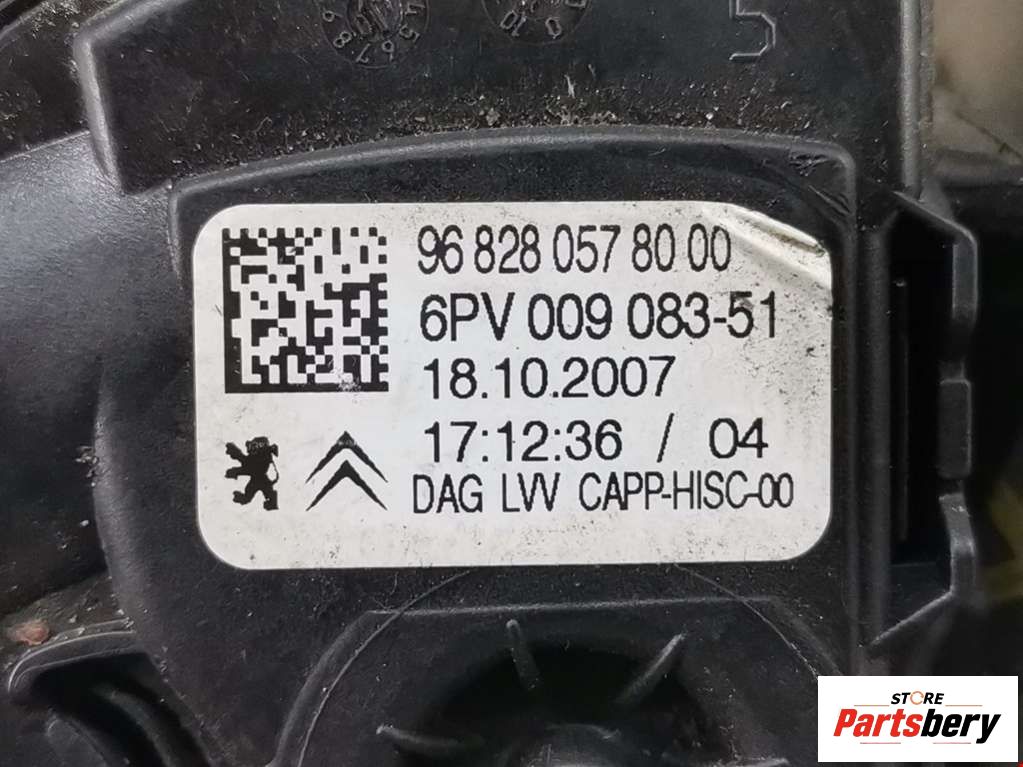 5
96 828 057 80 00
6PV 009 083-51
18.10.2007
17:12:36 / 04
DAG LVV CAPP-HISC-00
STORE
Partsbery